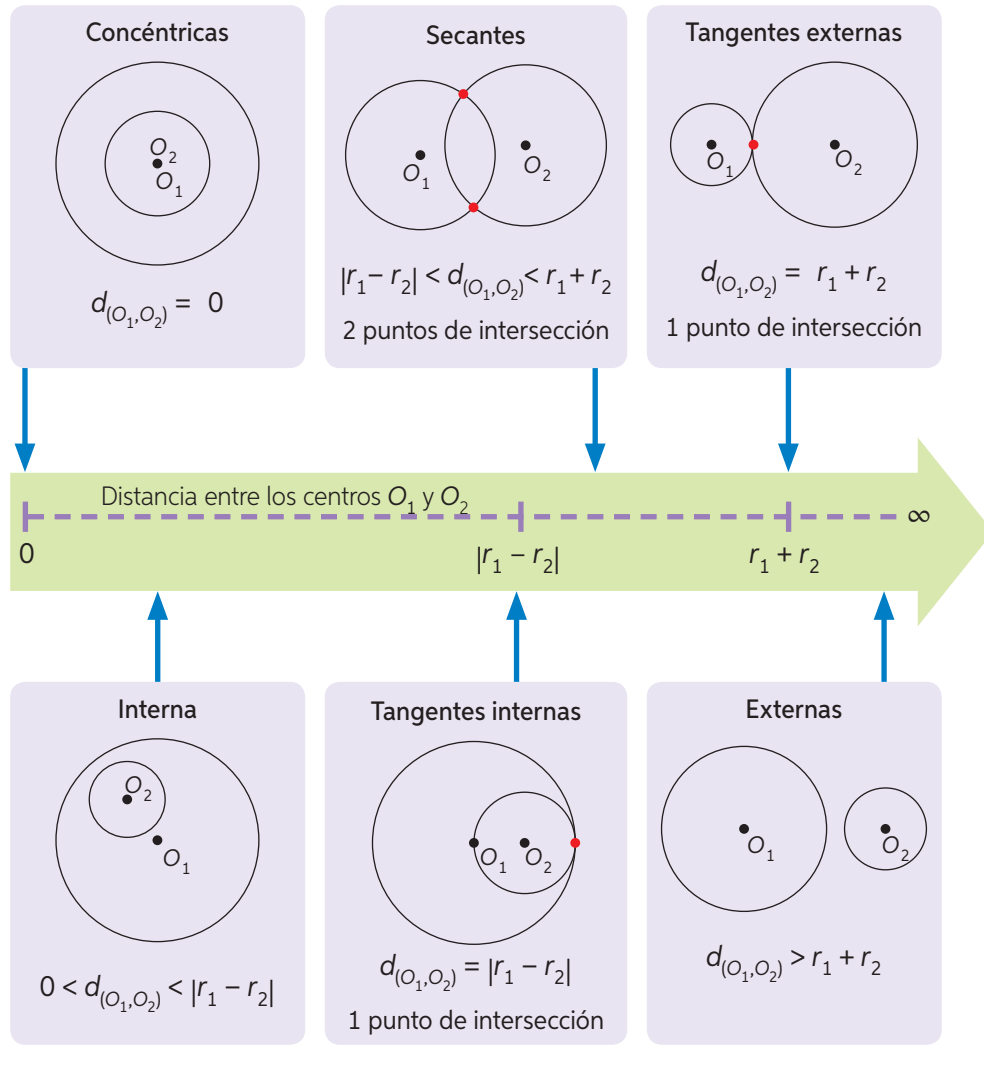 Concéntricas
O₂
O₁
d(O₁,O₂) = 0
Secantes
O₁
O₂
|r₁ – r₂| < d(O₁,O₂) < r₁ + r₂
2 puntos de intersección
Tangentes externas
O₁
O₂
d(O₁,O₂) = r₁ + r₂
1 punto de intersección
Distancia entre los centros O₁ y O₂
∞
0
|r₁ – r₂|
r₁ + r₂
Interna
O₂
O₁
0 < d(O₁,O₂) < |r₁ – r₂|
Tangentes internas
O₁
O₂
d(O₁,O₂) = |r₁ – r₂|
1 punto de intersección
Externas
O₁
O₂
d(O₁,O₂) > r₁ + r₂